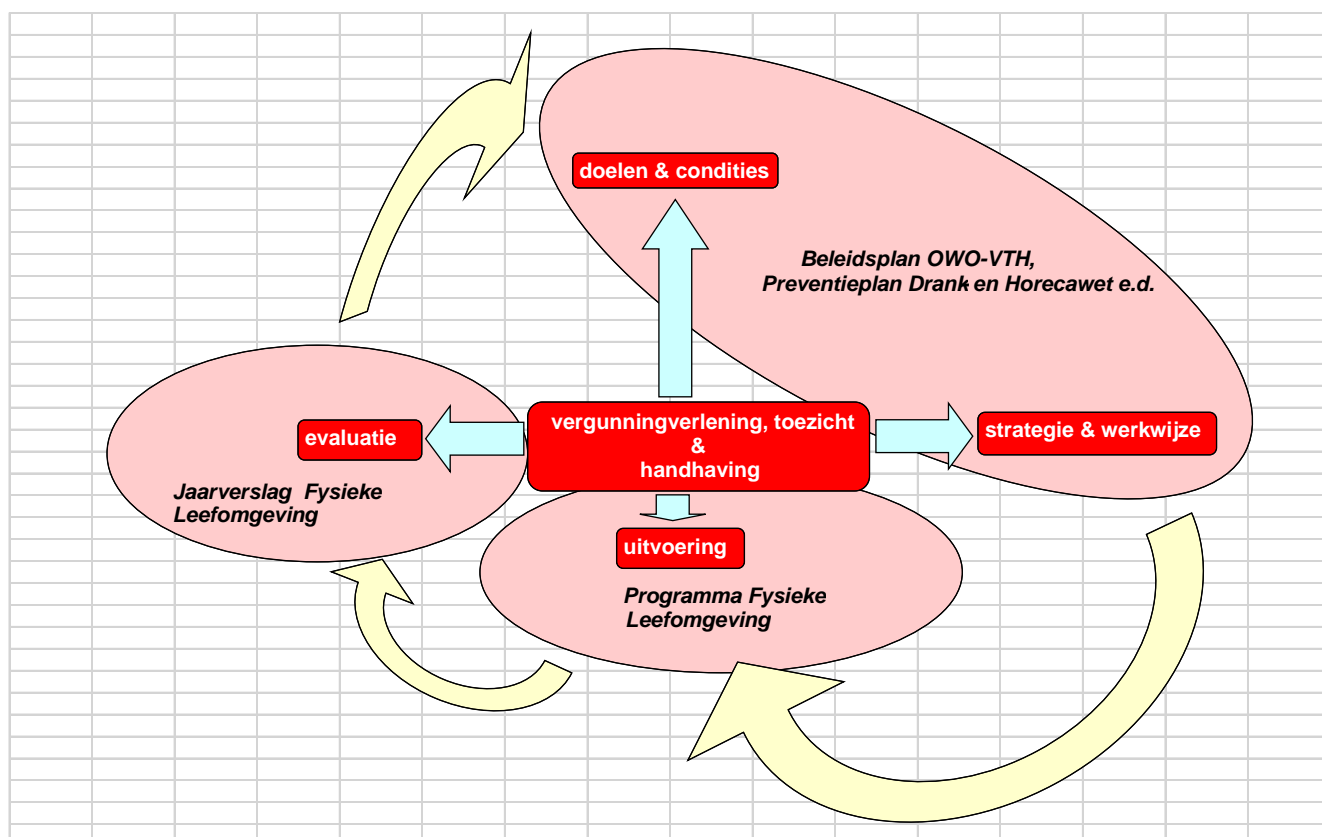 doelen & condities
Beleidsplan OWO-VTH,
Preventieplan Drank- en Horecawet e.d.
vergunningverlening, toezicht
&
handhaving
evaluatie
strategie & werkwijze
Jaarverslag Fysieke
Leefomgeving
uitvoering
Programma Fysieke
Leefomgeving